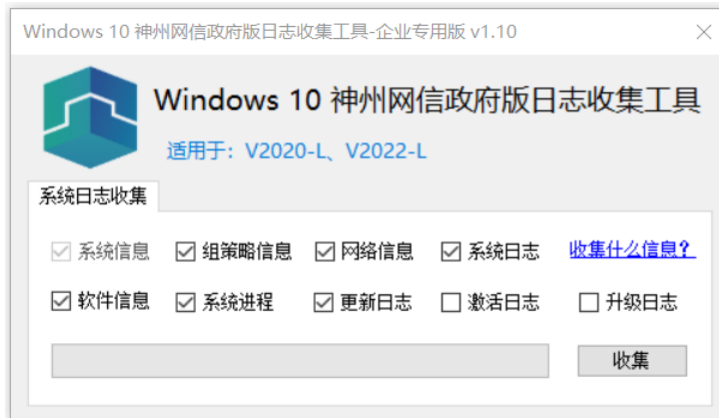 Windows 10 神州网信政府版日志收集工具-企业专用版 v1.10
Windows 10 神州网信政府版日志收集工具
适用于：V2020-L、V2022-L
系统日志收集
系统信息 组策略信息 网络信息 系统日志 收集什么信息？
软件信息 系统进程 更新日志 激活日志 升级日志
收集